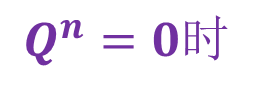 Qⁿ = 0时